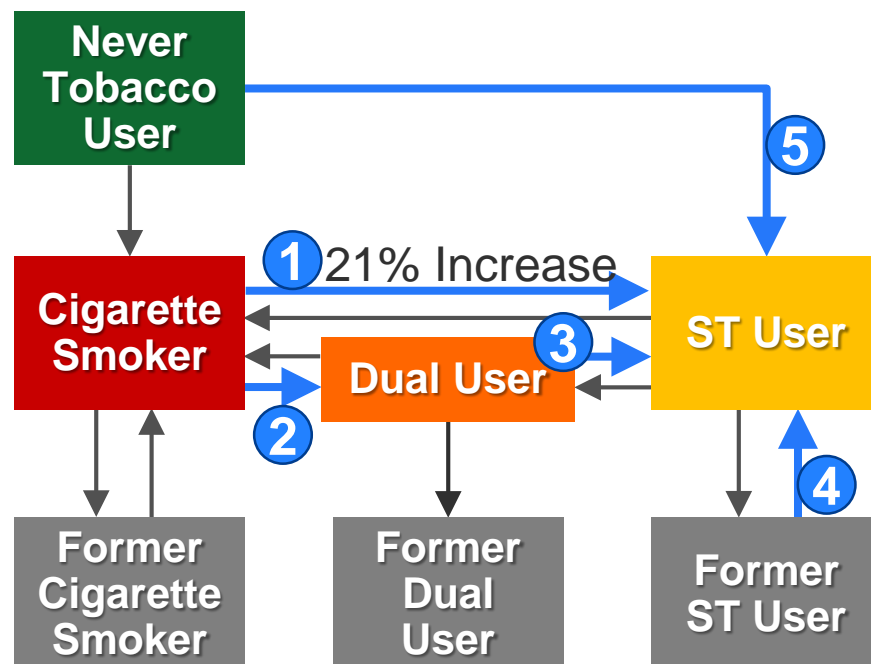 Never
Tobacco
User
5
1 21% Increase
Cigarette
Smoker
ST User
3
Dual User
2
4
Former
Cigarette
Smoker
Former
Dual
User
Former
ST User